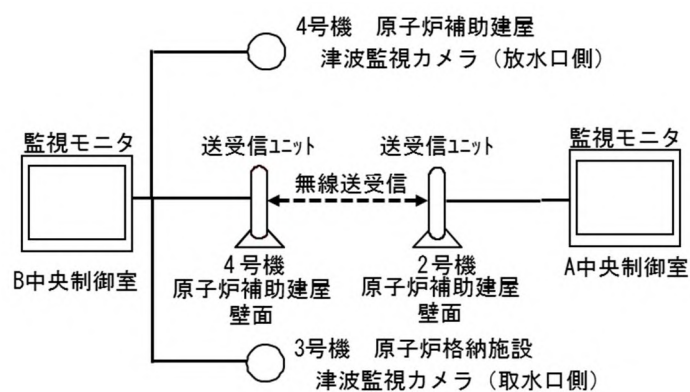 4号機 原子炉補助建屋
津波監視カメラ（放水口側）
監視モニタ
送受信ユニット
送受信ユニット
監視モニタ
無線送受信
B中央制御室
4号機
原子炉補助建屋
壁面
2号機
原子炉補助建屋
壁面
A中央制御室
3号機 原子炉格納施設
津波監視カメラ（取水口側）